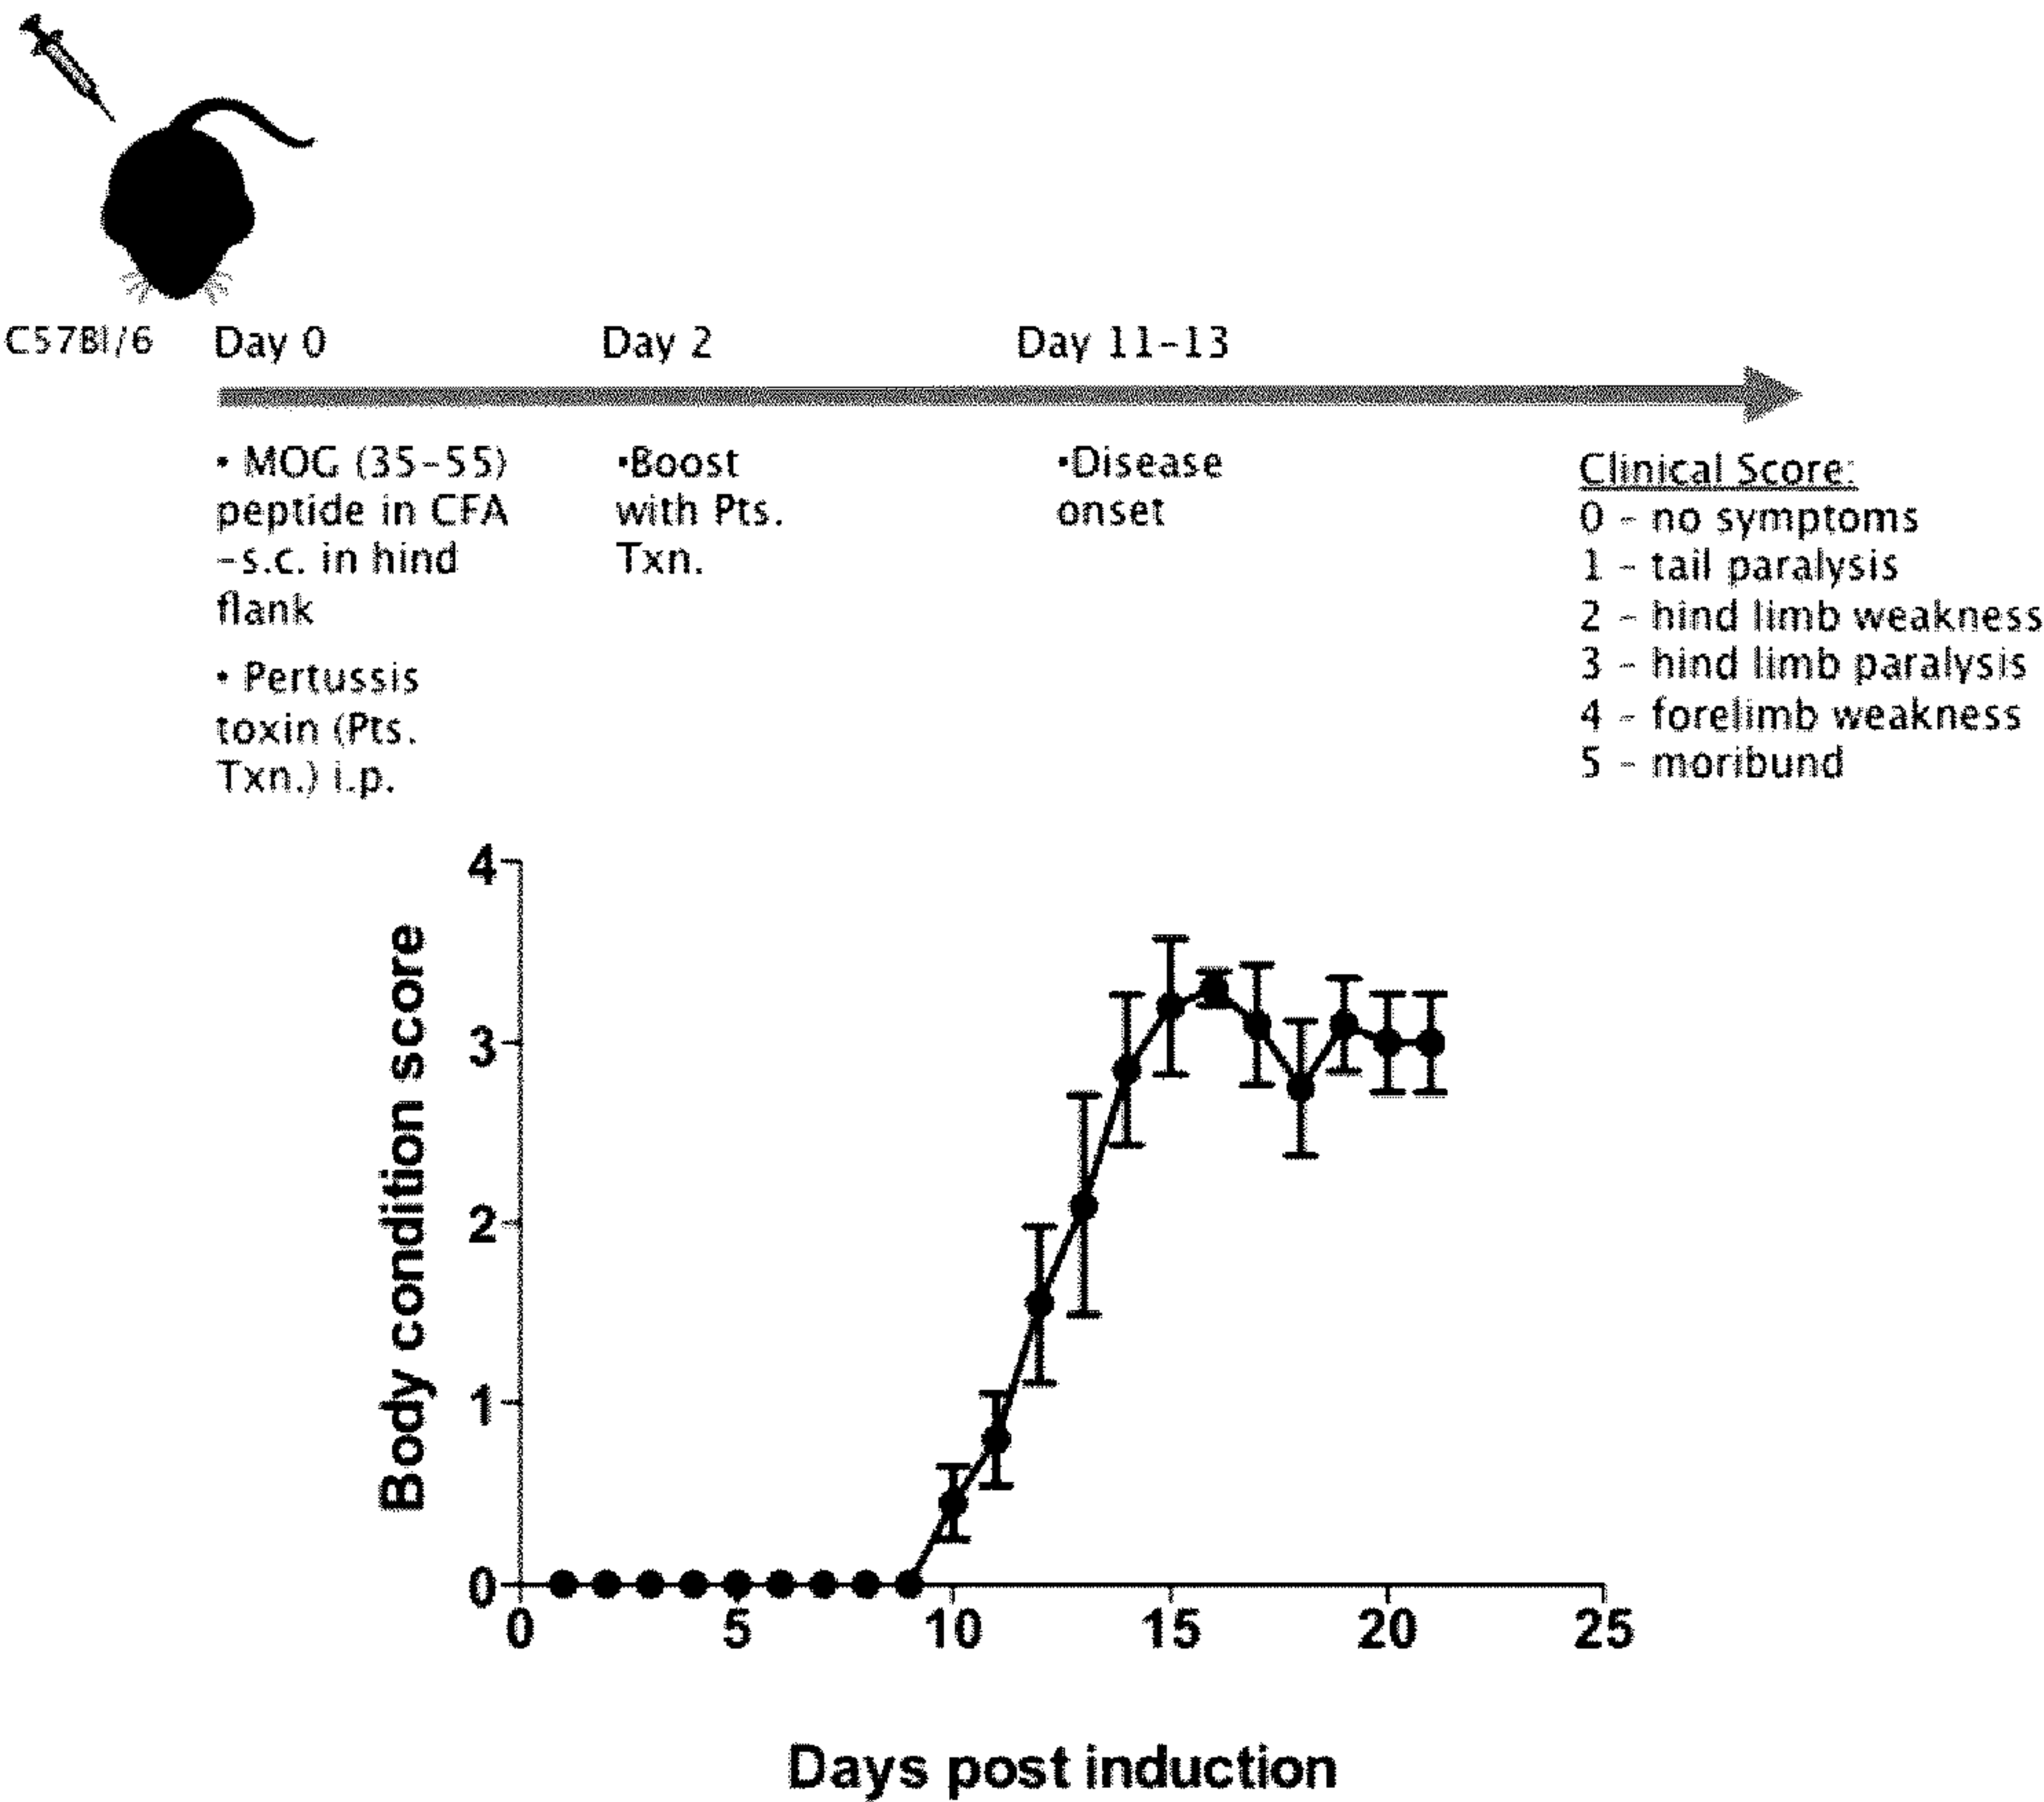 C57Bl/6 Day 0 Day 2 Day 11-13
• MOG (35-55)
peptide in CFA
-s.c. in hind
flank
• Pertussis
toxin (Pts.
Txn.) i.p.
•Boost
with Pts.
Txn.
•Disease
onset
Clinical Score:
0 - no symptoms
1 - tail paralysis
2 - hind limb weakness
3 - hind limb paralysis
4 - forelimb weakness
5 - moribund
Body condition score
4
3
2
1
0
0 5 10 15 20 25
Days post induction